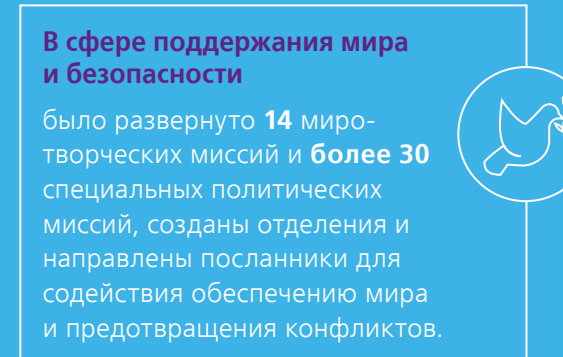 В сфере поддержания мира
и безопасности
было развернуто 14 миро-
творческих миссий и более 30
специальных политических
миссий, созданы отделения и
направлены посланники для
содействия обеспечению мира
и предотвращения конфликтов.